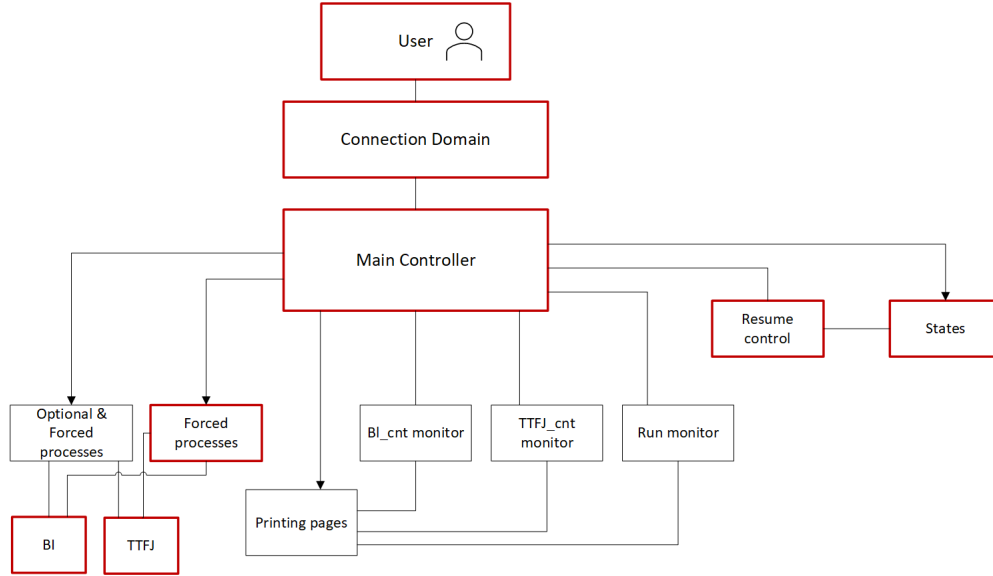 User
Connection Domain
Main Controller
Resume
control
States
Optional &
Forced
processes
Forced
processes
BI_cnt monitor
TTFJ_cnt
monitor
Run monitor
Printing pages
BI
TTFJ